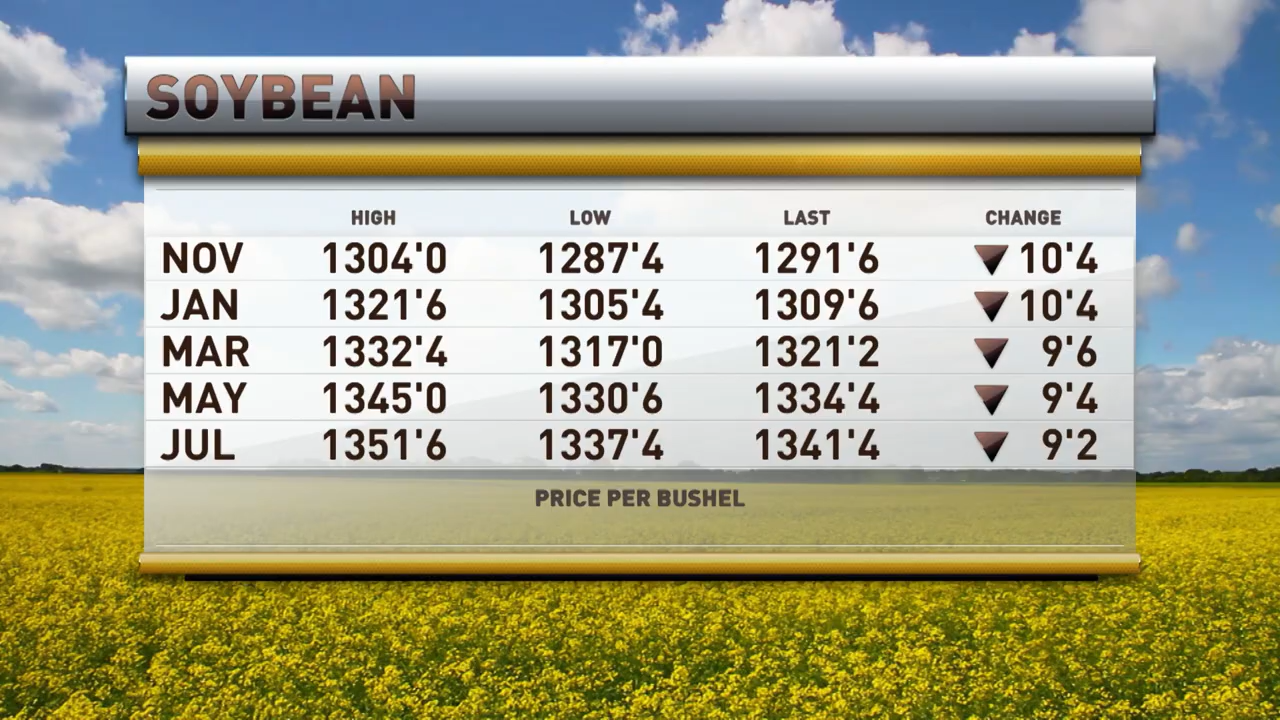 SOYBEAN
HIGH LOW LAST CHANGE
NOV 1304'0 1287'4 1291'6 ▼ 10'4
JAN 1321'6 1305'4 1309'6 ▼ 10'4
MAR 1332'4 1317'0 1321'2 ▼ 9'6
MAY 1345'0 1330'6 1334'4 ▼ 9'4
JUL 1351'6 1337'4 1341'4 ▼ 9'2
PRICE PER BUSHEL